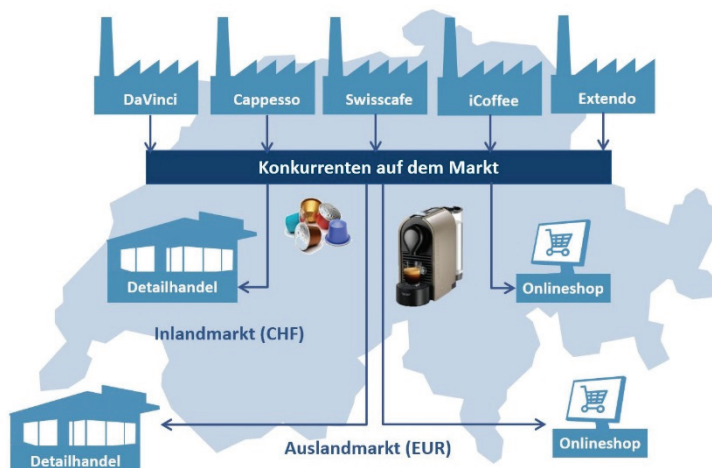 DaVinci
Cappesso
Swisscafe
iCoffee
Extendo
Konkurrenten auf dem Markt
Detailhandel
Onlineshop
Inlandmarkt (CHF)
Detailhandel
Auslandmarkt (EUR)
Onlineshop